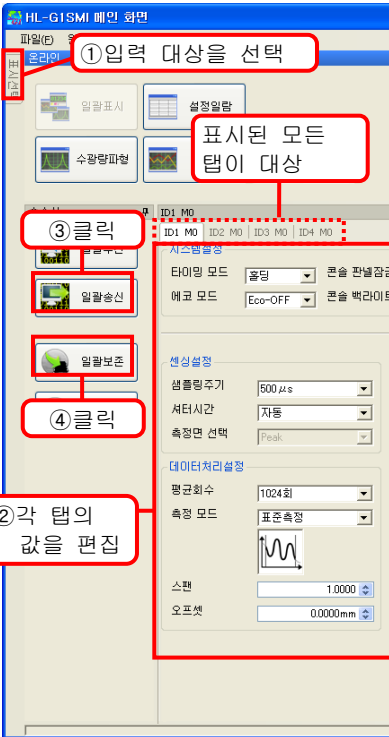 HL-G1SMI 메인 화면
파일(F)
①입력 대상을 선택
온라인
표시선택
일괄표시
설정일람
표시된 모든
탭이 대상
수광량파형
ID1 M0
③클릭
ID1 M0 ID2 M0 ID3 M0 ID4 M0
시스템설정
타이밍 모드 홀딩 콘솔 판넬잠금
일괄송신
에코 모드 Eco-OFF 콘솔 백라이트
일괄보존
센싱설정
샘플링주기 500μs
④클릭
셔터시간 자동
측정면 선택 Peak
데이터처리설정
평균회수 1024회
②각 탭의
값을 편집
측정 모드 표준측정
스팬 1.0000
오프셋 0.0000mm